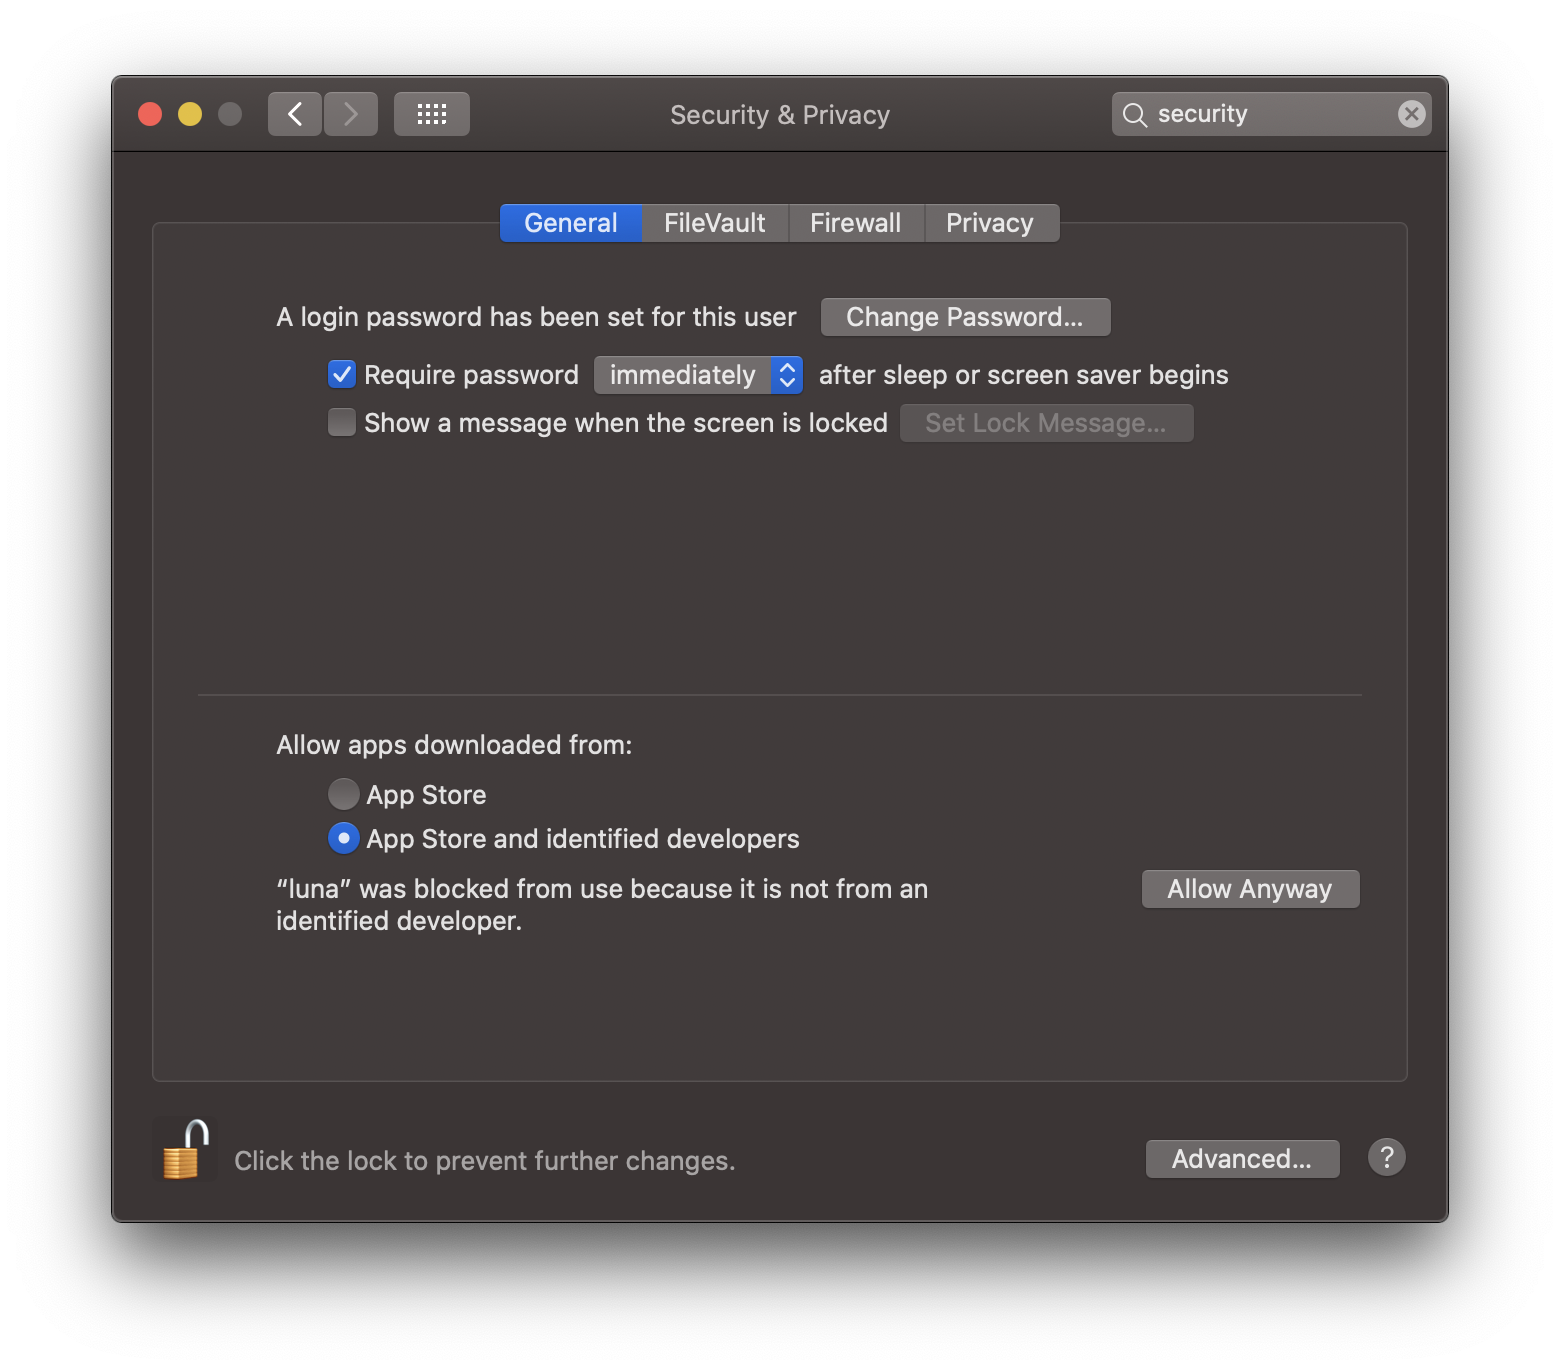 Security & Privacy
security
General FileVault Firewall Privacy
A login password has been set for this user Change Password...
Require password immediately after sleep or screen saver begins
Show a message when the screen is locked Set Lock Message...
Allow apps downloaded from:
App Store
App Store and identified developers
“luna” was blocked from use because it is not from an Allow Anyway
identified developer.
Click the lock to prevent further changes. Advanced... ?